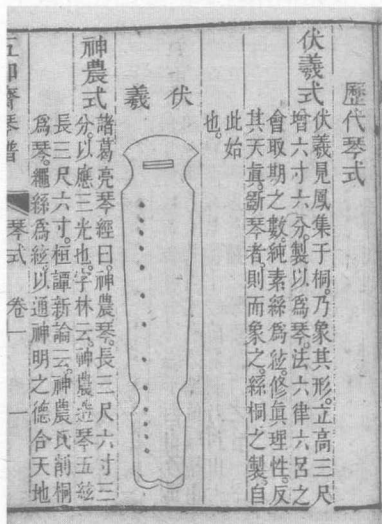 歷代琴式
伏羲式
伏羲見鳳集于桐。乃象其形。立高三尺
增六寸六分。製以爲琴。法六律六呂之
會取期之數。純素絲爲絃。修眞理性。反
其天眞。斵琴者。則而象之。絲桐之製。自
此始
也。
伏羲
神農式
諸葛亮琴經曰。神農琴。長三尺六寸三
分。以應三光也。字林云。神農造琴五絃
長三尺六寸。桓譚新論云。神農氏削桐
爲琴。繩絲爲絃。以通神明之德合天地
五知齋琴譜 琴式 卷一 一